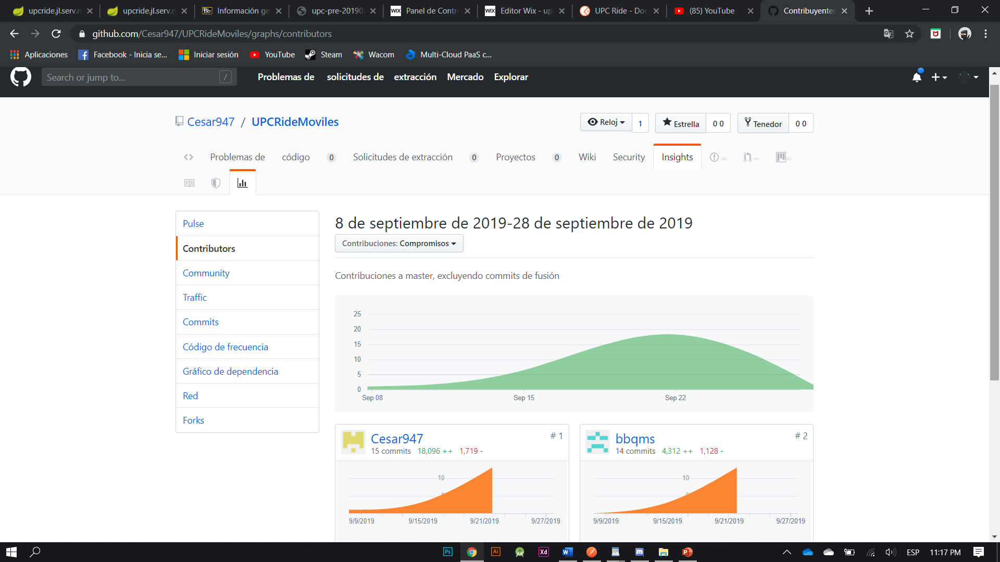 upcride.jl.serv.n
upcride.jl.serv.n
Información ge
upc-pre-20190
Panel de Contro
Editor Wix - up
UPC Ride - Doc
(85) YouTube
Contribuyentes
github.com/Cesar947/UPCRideMoviles/graphs/contributors
Aplicaciones
Facebook - Inicia se...
Iniciar sesión
YouTube
Steam
Wacom
Multi-Cloud PaaS c...
Search or jump to...
/
Problemas de
solicitudes de
extracción
Mercado
Explorar
Cesar947 / UPCRideMoviles
Reloj
1
Estrella
0 0
Tenedor
0 0
Problemas de
código
0
Solicitudes de extracción
0
Proyectos
0
Wiki
Security
Insights
Pulse
Contributors
Community
Traffic
Commits
Código de frecuencia
Gráfico de dependencia
Red
Forks
8 de septiembre de 2019-28 de septiembre de 2019
Contribuciones: Compromisos
Contribuciones a master, excluyendo commits de fusión
25
20
15
10
5
0
Sep 08
Sep 15
Sep 22
Cesar947
# 1
15 commits 18,096 ++ 1,719 -
10
9/9/2019
9/15/2019
9/21/2019
9/27/2019
bbqms
# 2
14 commits 4,312 ++ 1,128 -
10
9/9/2019
9/15/2019
9/21/2019
9/27/2019
ESP
11:17 PM